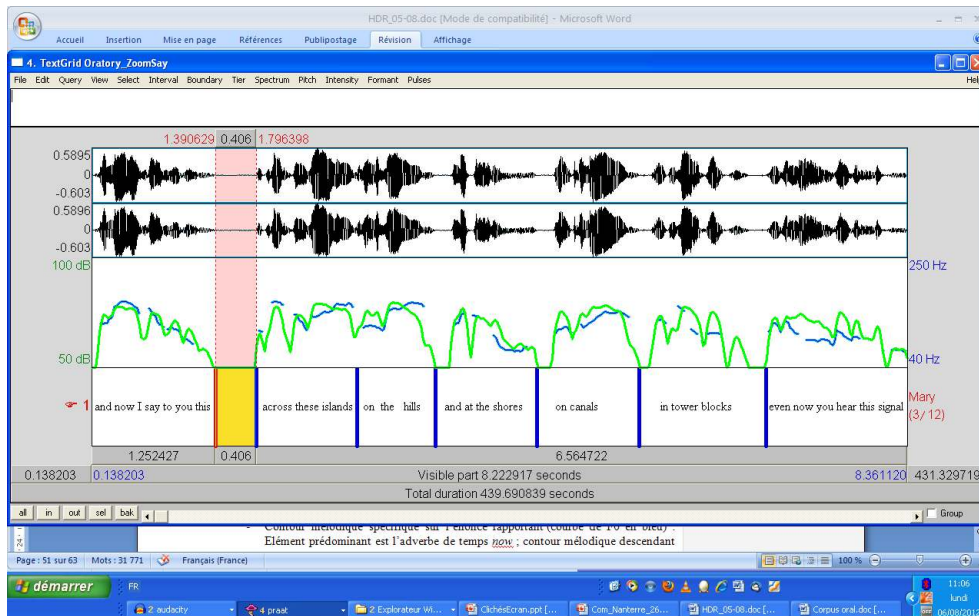 HDR_05-08.doc [Mode de compatibilité] - Microsoft Word
Accueil Insertion Mise en page Références Publipostage Révision Affichage
4. TextGrid Oratory_ZoomSay
File Edit Query View Select Interval Boundary Tier Spectrum Pitch Intensity Formant Pulses Hel
1.390629 0.406 1.796398
0.5895
0
-0.603
0.5896
0
-0.603
100 dB 250 Hz
50 dB 40 Hz
1 and now I say to you this across these islands on the hills and at the shores on canals in tower blocks even now you hear this signal Mary
(3/12)
1.252427 0.406 6.564722
0.138203 0.138203 Visible part 8.222917 seconds 8.361120 431.329719
Total duration 439.690839 seconds
all in out sel bak Group
- Contour mélodique spécifique sur l'énoncé rapportant (courbe de F0 en bleu) :
Elément prédominant est l'adverbe de temps now ; contour mélodique descendant
Page : 51 sur 63 Mots : 31 771 Français (France) 100 %
démarrer FR 11:06
lundi
2 audacity 4 praat 2 Explorateur Wi... ClichésEcran.ppt [... Com_Nanterre_26... HDR_05-08.doc [... Corpus oral.doc [...